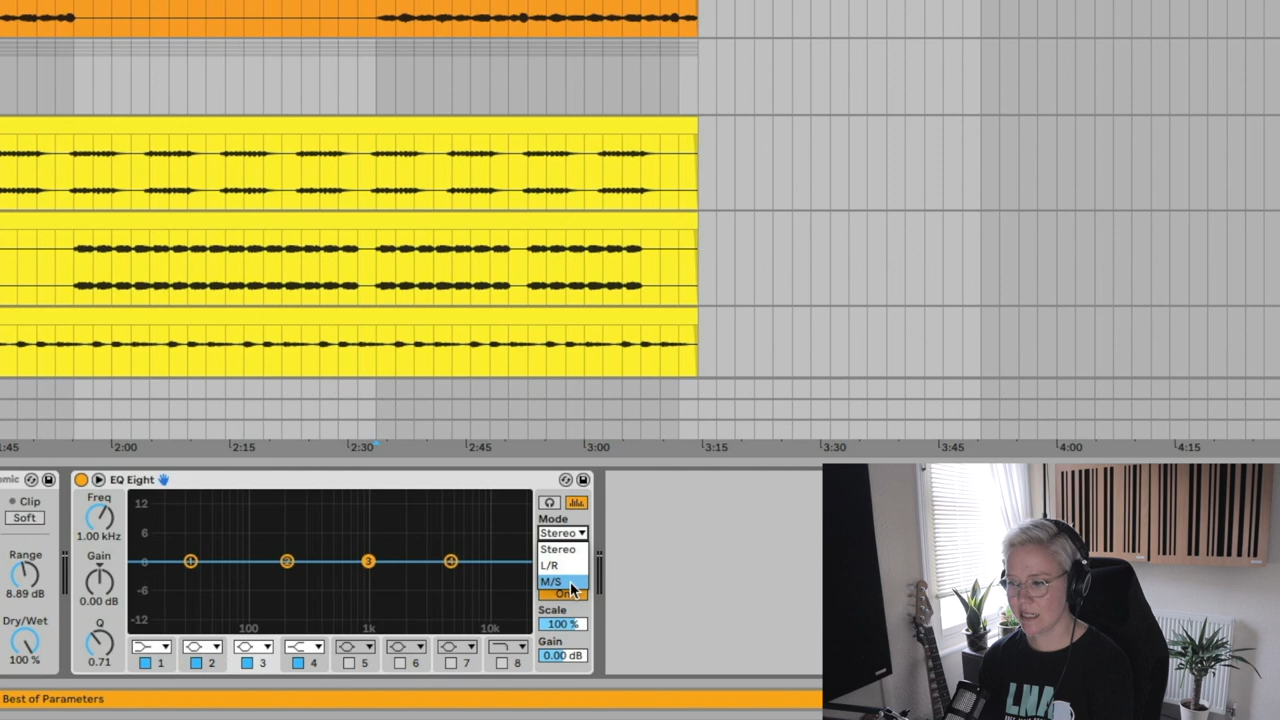 :45
2:00
2:15
2:30
2:45
3:00
3:15
3:30
3:45
4:00
4:15
Clip
Soft
Range
8.89 dB
Dry/Wet
100 %
EQ Eight
Freq
1.00 kHz
Gain
0.00 dB
Q
0.71
12
6
0
-6
-12
100
1k
10k
1
2
3
4
1
2
3
4
5
6
7
8
Mode
Stereo
Stereo
L/R
M/S
On
Scale
100 %
Gain
0.00 dB
Best of Parameters